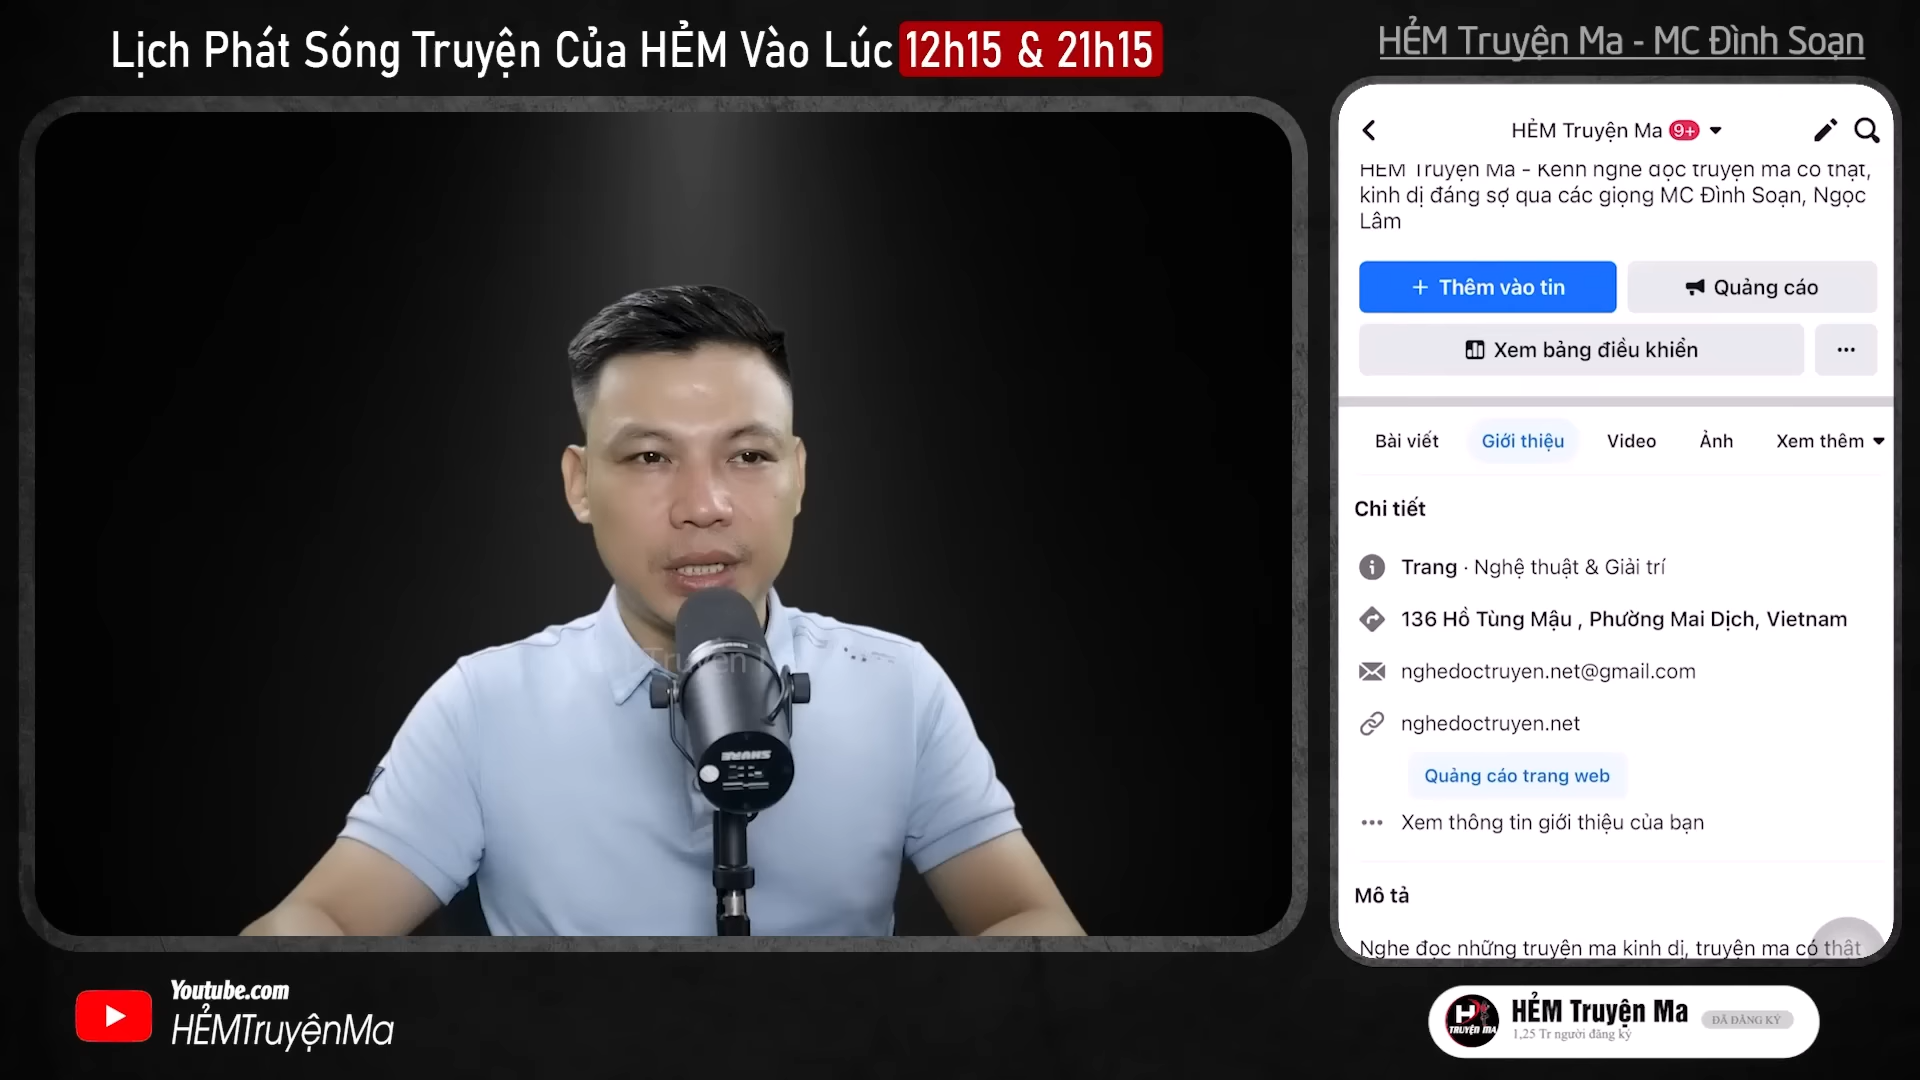 Lịch Phát Sóng Truyện Của HẺM Vào Lúc 12h15 & 21h15
HẺM Truyện Ma - MC Đình Soạn
HẺM Truyện Ma 9+
HẺM Truyện Ma - Kênh nghe đọc truyện ma có thật,
kinh dị đáng sợ qua các giọng MC Đình Soạn, Ngọc
Lâm
+ Thêm vào tin
Quảng cáo
Xem bảng điều khiển
...
Bài viết Giới thiệu Video Ảnh Xem thêm
Chi tiết
Trang · Nghệ thuật & Giải trí
136 Hồ Tùng Mậu , Phường Mai Dịch, Vietnam
nghedoctruyen.net@gmail.com
nghedoctruyen.net
Quảng cáo trang web
... Xem thông tin giới thiệu của bạn
Mô tả
Nghe đọc những truyện ma kinh dị, truyện ma có thật
Truyện
SHURE
Youtube.com
HẺMTruyệnMa
H
TRUYỆN MA
HẺM Truyện Ma
1,25 Tr người đăng ký
ĐÃ ĐĂNG KÝ